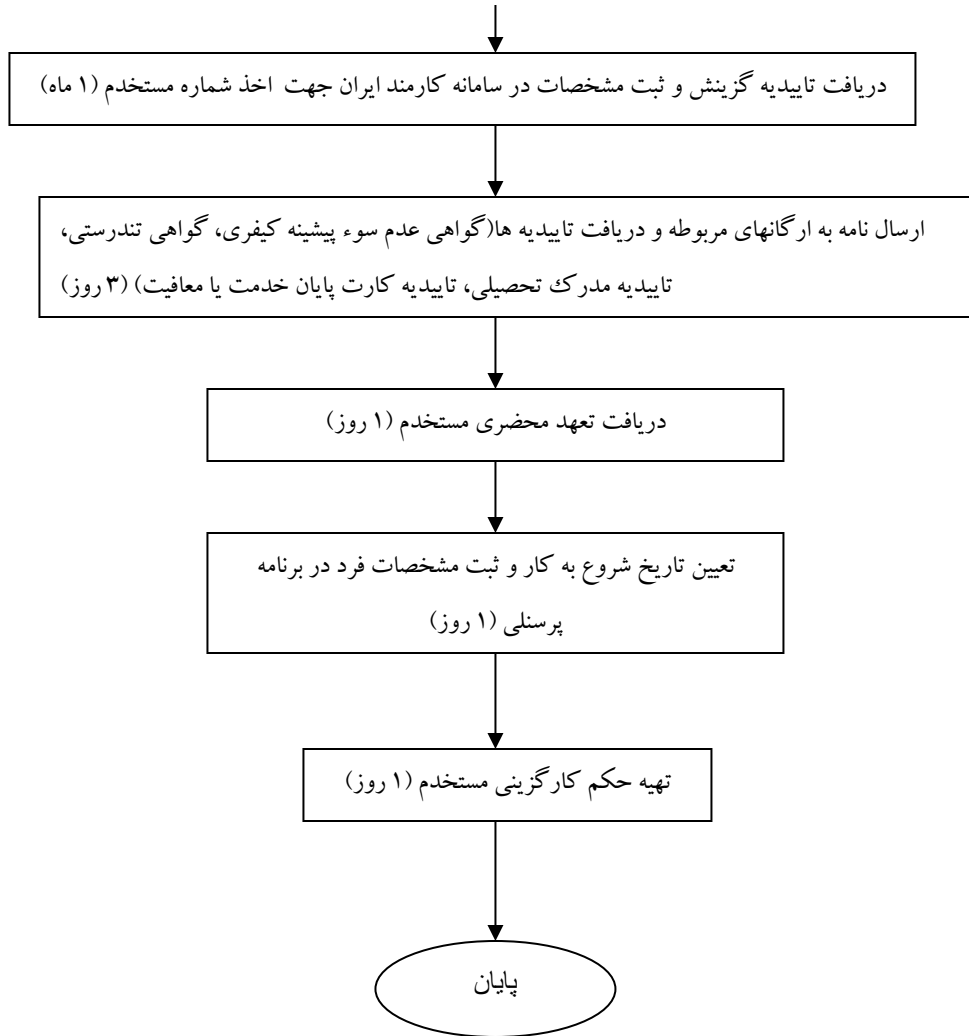 دریافت تاییدیه گزینش و ثبت مشخصات در سامانه کارمند ایران جهت اخذ شماره مستخدم (۱ ماه)
ارسال نامه به ارگانهای مربوطه و دریافت تاییدیه ها(گواهی عدم سوء پیشینه کیفری، گواهی تندرستی،
تاییدیه مدرک تحصیلی، تاییدیه کارت پایان خدمت یا معافیت) (۳ روز)
دریافت تعهد محضری مستخدم (۱ روز)
تعیین تاریخ شروع به کار و ثبت مشخصات فرد در برنامه
پرسنلی (۱ روز)
تهیه حکم کارگزینی مستخدم (۱ روز)
پایان